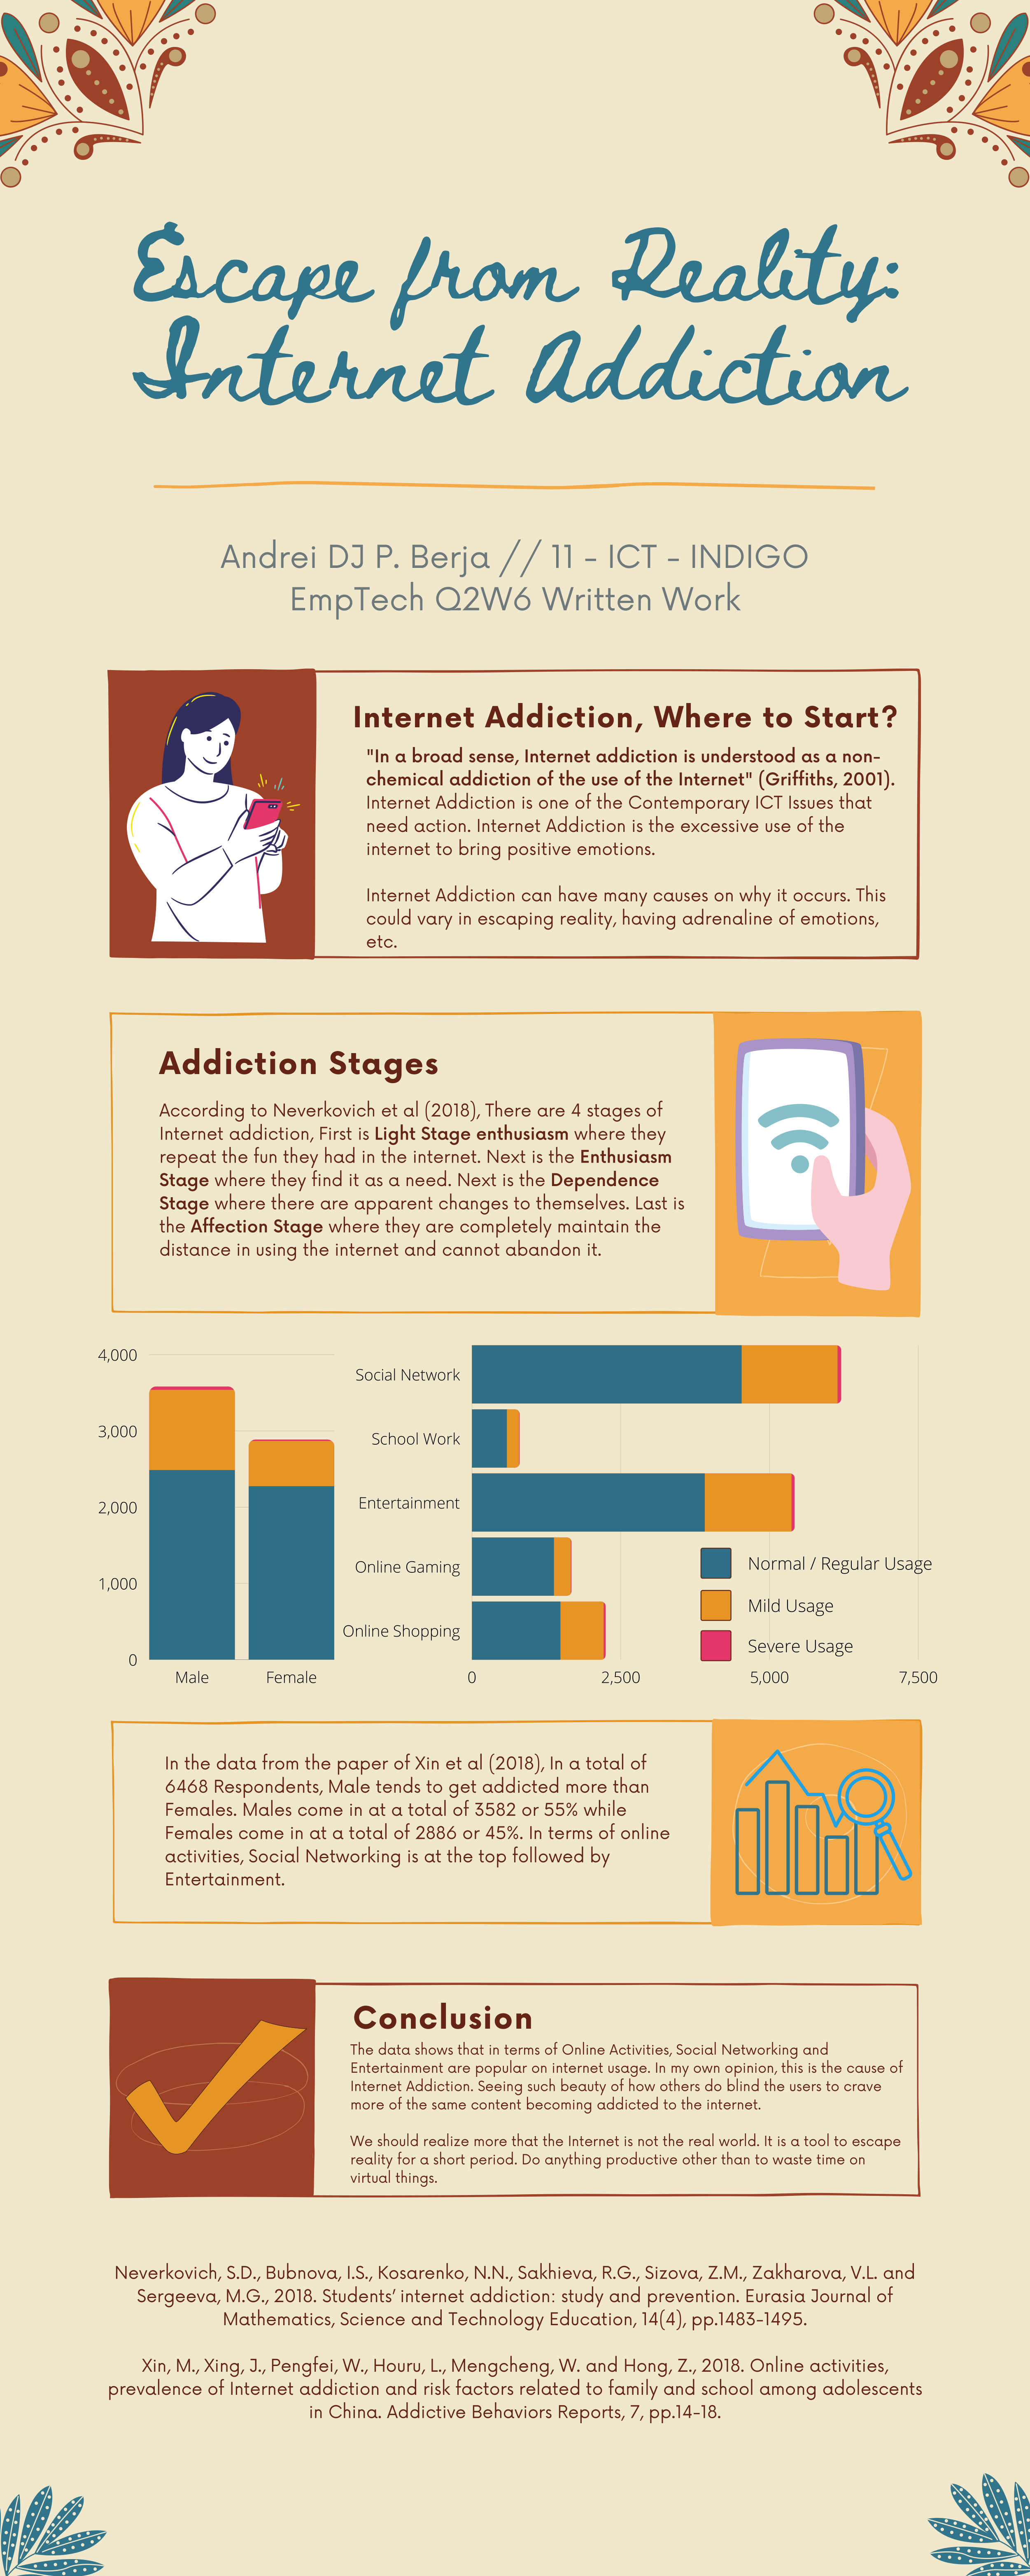 Escape from Reality:
Internet Addiction
Andrei DJ P. Berja // 11 - ICT - INDIGO
EmpTech Q2W6 Written Work
Internet Addiction, Where to Start?
"In a broad sense, Internet addiction is understood as a non-
chemical addiction of the use of the Internet" (Griffiths, 2001).
Internet Addiction is one of the Contemporary ICT Issues that
need action. Internet Addiction is the excessive use of the
internet to bring positive emotions.
Internet Addiction can have many causes on why it occurs. This
could vary in escaping reality, having adrenaline of emotions,
etc.
Addiction Stages
According to Neverkovich et al (2018), There are 4 stages of
Internet addiction, First is Light Stage enthusiasm where they
repeat the fun they had in the internet. Next is the Enthusiasm
Stage where they find it as a need. Next is the Dependence
Stage where there are apparent changes to themselves. Last is
the Affection Stage where they are completely maintain the
distance in using the internet and cannot abandon it.
4,000
3,000
2,000
1,000
0
Male
Female
Social Network
School Work
Entertainment
Online Gaming
Online Shopping
0
2,500
5,000
7,500
Normal / Regular Usage
Mild Usage
Severe Usage
In the data from the paper of Xin et al (2018), In a total of
6468 Respondents, Male tends to get addicted more than
Females. Males come in at a total of 3582 or 55% while
Females come in at a total of 2886 or 45%. In terms of online
activities, Social Networking is at the top followed by
Entertainment.
Conclusion
The data shows that in terms of Online Activities, Social Networking and
Entertainment are popular on internet usage. In my own opinion, this is the cause of
Internet Addiction. Seeing such beauty of how others do blind the users to crave
more of the same content becoming addicted to the internet.
We should realize more that the Internet is not the real world. It is a tool to escape
reality for a short period. Do anything productive other than to waste time on
virtual things.
Neverkovich, S.D., Bubnova, I.S., Kosarenko, N.N., Sakhieva, R.G., Sizova, Z.M., Zakharova, V.L. and
Sergeeva, M.G., 2018. Students’ internet addiction: study and prevention. Eurasia Journal of
Mathematics, Science and Technology Education, 14(4), pp.1483-1495.
Xin, M., Xing, J., Pengfei, W., Houru, L., Mengcheng, W. and Hong, Z., 2018. Online activities,
prevalence of Internet addiction and risk factors related to family and school among adolescents
in China. Addictive Behaviors Reports, 7, pp.14-18.